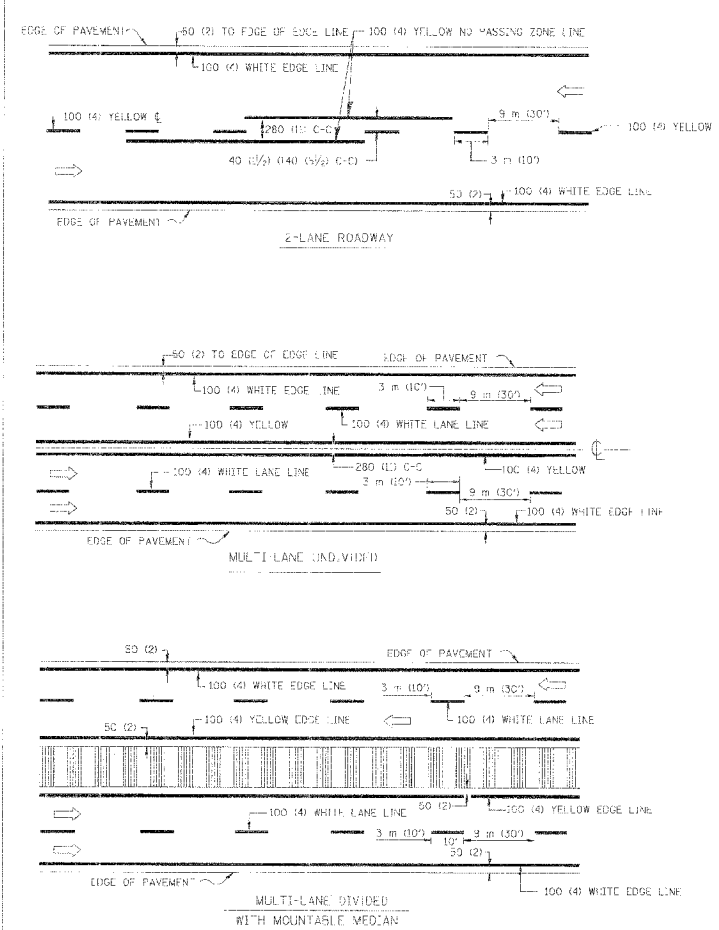 EDGE OF PAVEMENT
50 (2) TO EDGE OF EDGE LINE
100 (4) YELLOW NO PASSING ZONE LINE
100 (4) WHITE EDGE LINE
9 m (30')
100 (4) YELLOW ℄
280 (11) C-C
100 (4) YELLOW
40 (1½) (140 (5½) C-C)
3 m (10')
50 (2)
100 (4) WHITE EDGE LINE
EDGE OF PAVEMENT
2-LANE ROADWAY
50 (2) TO EDGE OF EDGE LINE
EDGE OF PAVEMENT
100 (4) WHITE EDGE LINE
3 m (10')
9 m (30')
100 (4) YELLOW
100 (4) WHITE LANE LINE
℄
100 (4) WHITE LANE LINE
280 (11) C-C
100 (4) YELLOW
3 m (10')
9 m (30')
50 (2)
100 (4) WHITE EDGE LINE
EDGE OF PAVEMENT
MULTI-LANE UNDIVIDED
50 (2)
EDGE OF PAVEMENT
100 (4) WHITE EDGE LINE
3 m (10')
9 m (30')
50 (2)
100 (4) YELLOW EDGE LINE
100 (4) WHITE LANE LINE
100 (4) WHITE LANE LINE
50 (2)
100 (4) YELLOW EDGE LINE
3 m (10')
9 m (30')
10'
50 (2)
EDGE OF PAVEMENT
100 (4) WHITE EDGE LINE
MULTI-LANE DIVIDED
WITH MOUNTABLE MEDIAN